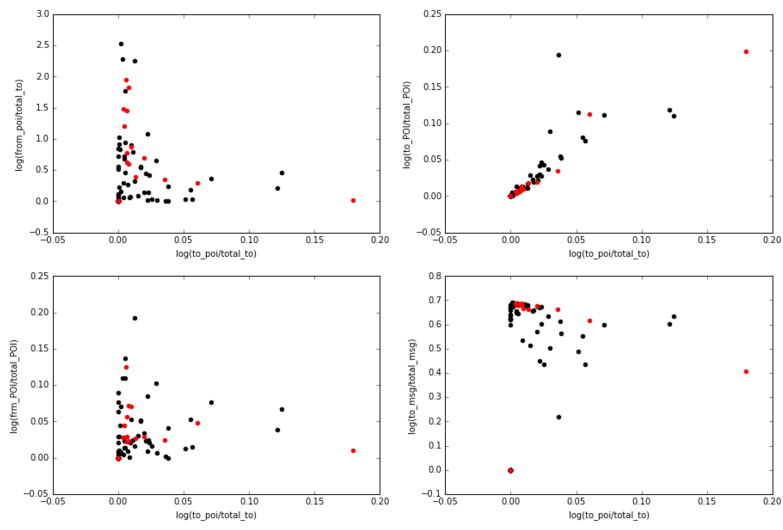 3.0
2.5
2.0
1.5
1.0
0.5
0.0
−0.5
log(from_poi/total_to)
−0.05 0.00 0.05 0.10 0.15 0.20
log(to_poi/total_to)
0.25
0.20
0.15
0.10
0.05
0.00
−0.05
log(to_POI/total_POI)
−0.05 0.00 0.05 0.10 0.15 0.20
log(to_poi/total_to)
0.25
0.20
0.15
0.10
0.05
0.00
−0.05
log(frm_POI/total_POI)
−0.05 0.00 0.05 0.10 0.15 0.20
log(to_poi/total_to)
0.8
0.7
0.6
0.5
0.4
0.3
0.2
0.1
0.0
−0.1
log(to_msg/total_msg)
−0.05 0.00 0.05 0.10 0.15 0.20
log(to_poi/total_to)